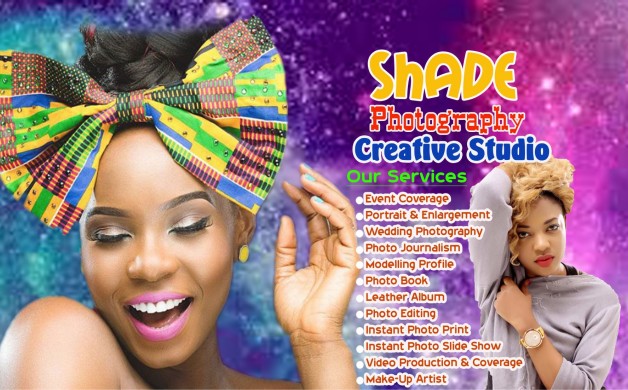 ShADE
Photography
Creative Studio
Our Services
Event Coverage
Portrait & Enlargement
Wedding Photography
Photo Journalism
Modelling Profile
Photo Book
Leather Album
Photo Editing
Instant Photo Print
Instant Photo Slide Show
Video Production & Coverage
Make-Up Artist